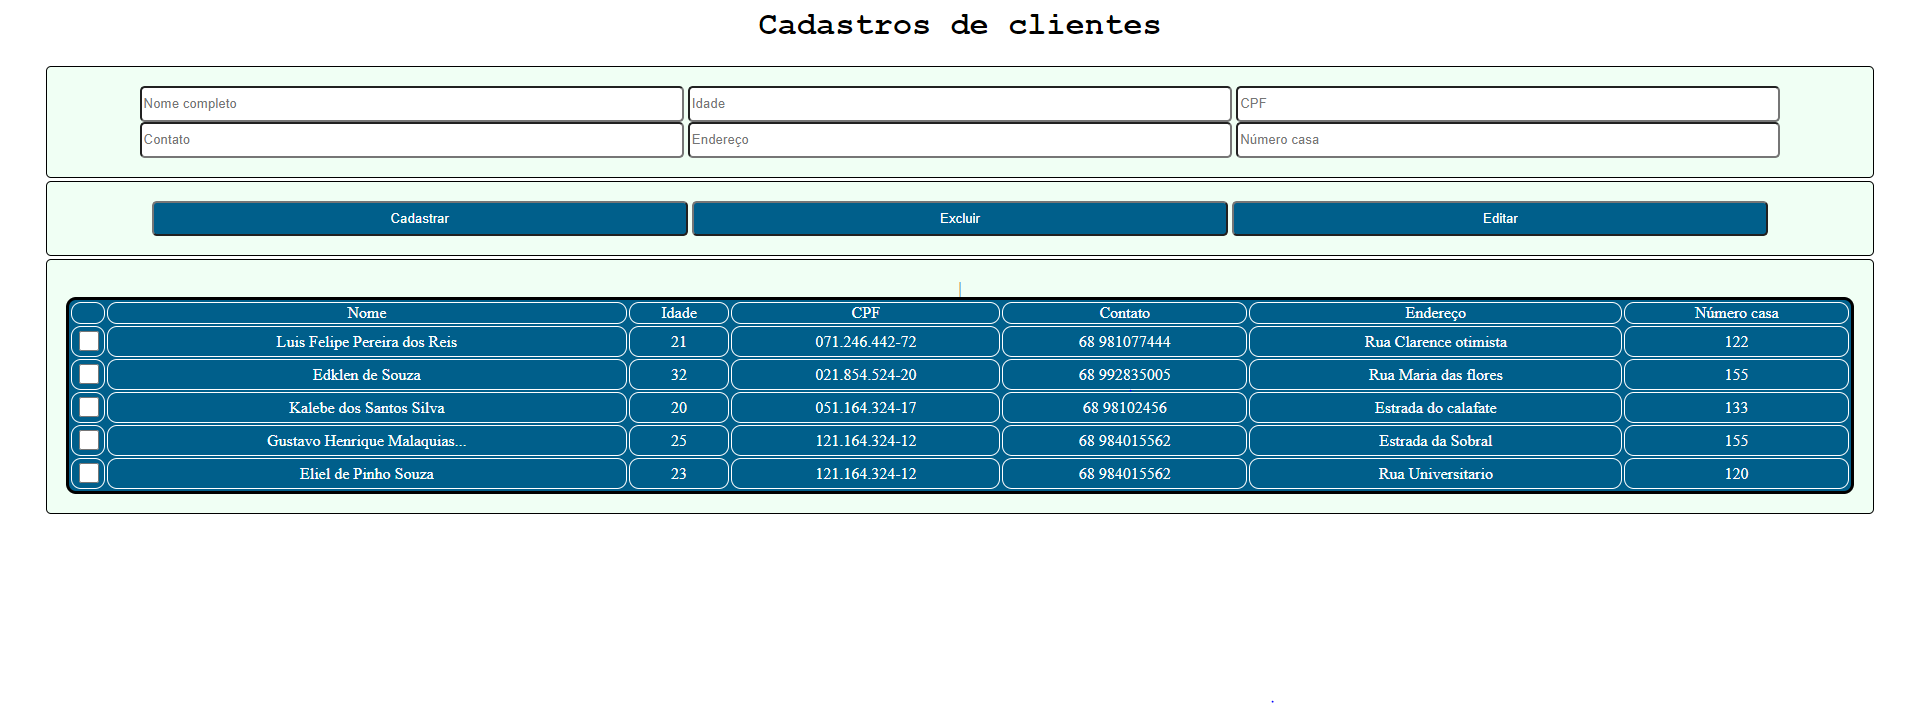 Cadastros de clientes
Nome completo Idade CPF
Contato Endereço Número casa
Cadastrar Excluir Editar
Nome Idade CPF Contato Endereço Número casa
Luis Felipe Pereira dos Reis 21 071.246.442-72 68 981077444 Rua Clarence otimista 122
Edklen de Souza 32 021.854.524-20 68 992835005 Rua Maria das flores 155
Kalebe dos Santos Silva 20 051.164.324-17 68 98102456 Estrada do calafate 133
Gustavo Henrique Malaquias... 25 121.164.324-12 68 984015562 Estrada da Sobral 155
Eliel de Pinho Souza 23 121.164.324-12 68 984015562 Rua Universitario 120